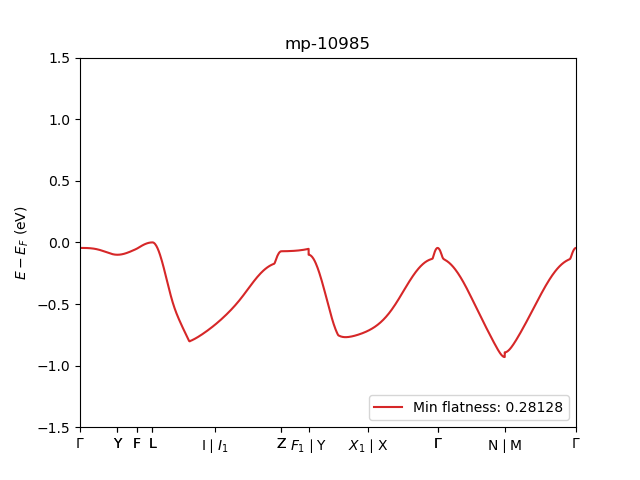 mp-10985
1.5
1.0
0.5
0.0
−0.5
−1.0
−1.5
E − E_F (eV)
Min flatness: 0.28128
Γ Y F L I | I₁ Z F₁ | Y X₁ | X Γ N | M Γ